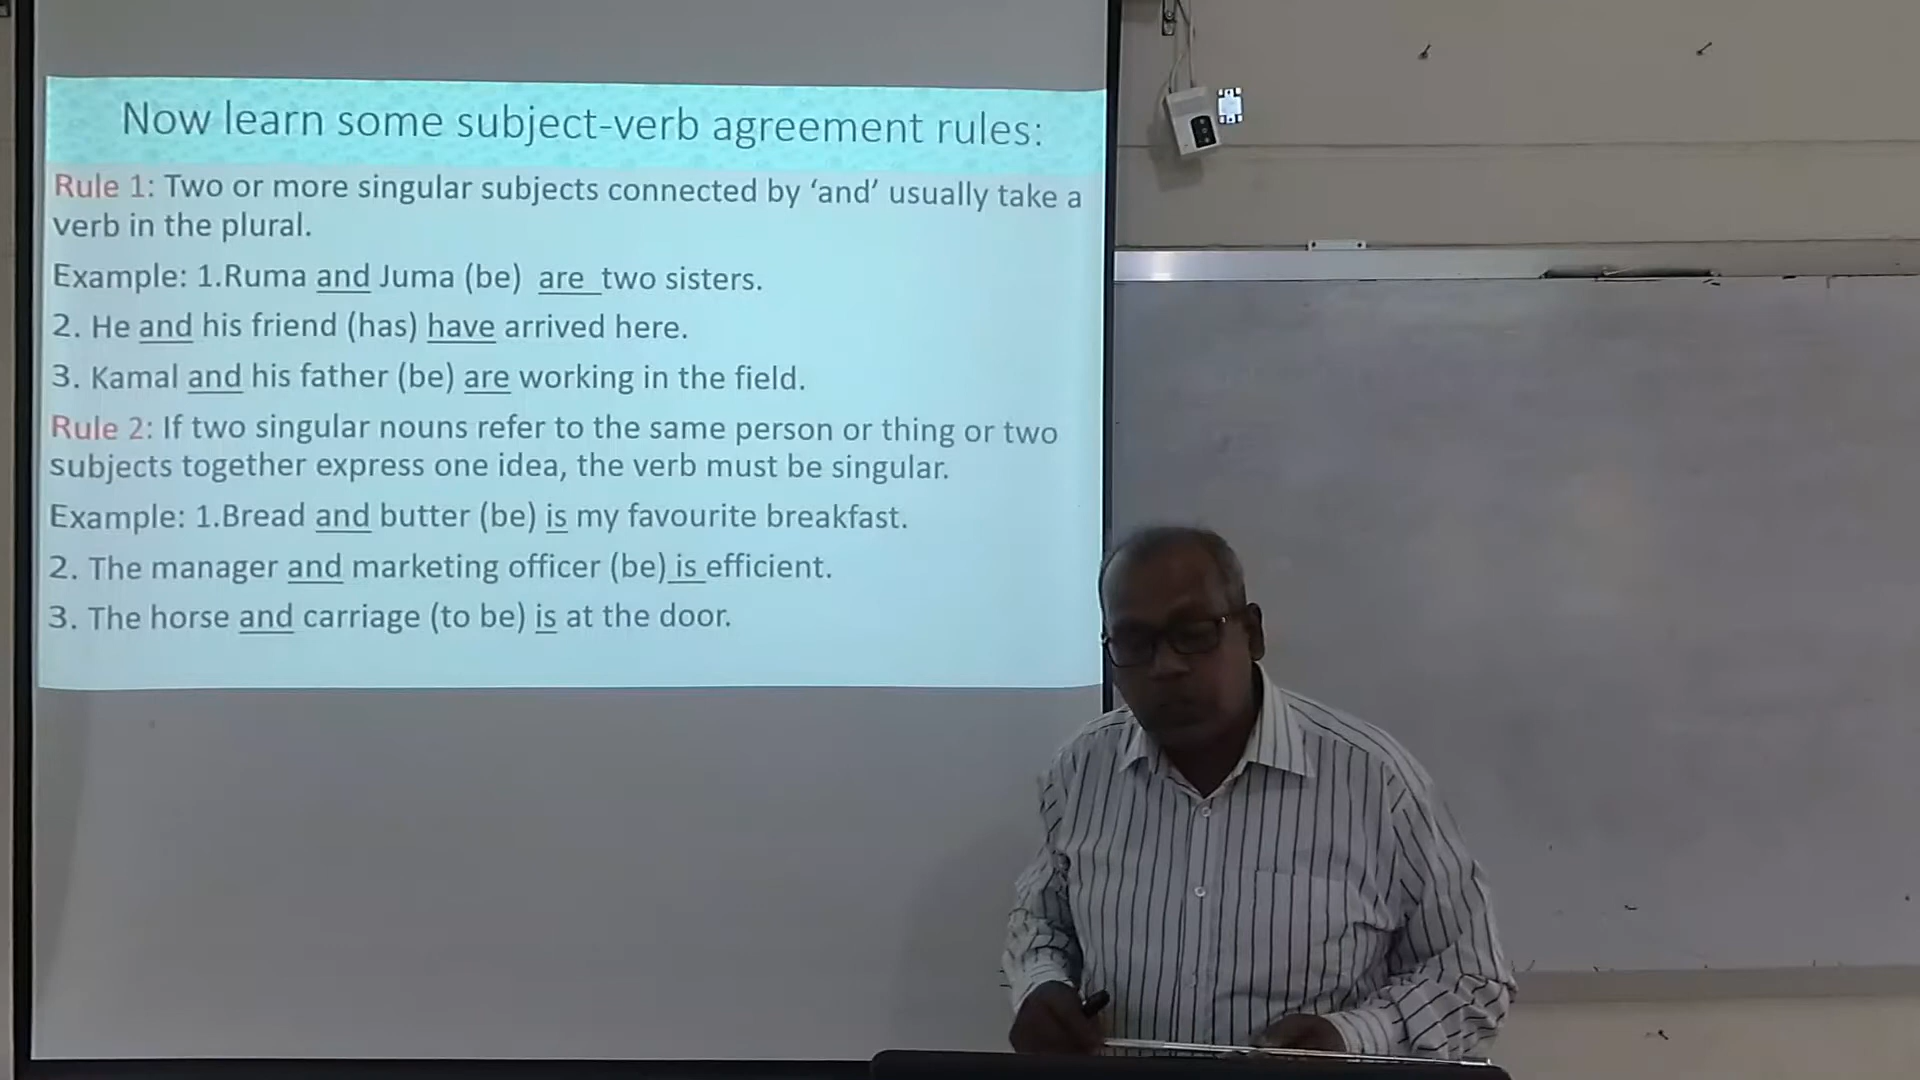 Now learn some subject-verb agreement rules:
Rule 1: Two or more singular subjects connected by ‘and’ usually take a
verb in the plural.
Example: 1.Ruma and Juma (be) are two sisters.
2. He and his friend (has) have arrived here.
3. Kamal and his father (be) are working in the field.
Rule 2: If two singular nouns refer to the same person or thing or two
subjects together express one idea, the verb must be singular.
Example: 1.Bread and butter (be) is my favourite breakfast.
2. The manager and marketing officer (be) is efficient.
3. The horse and carriage (to be) is at the door.